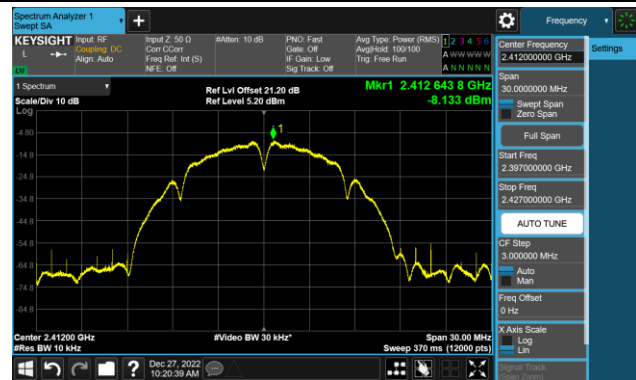 Spectrum Analyzer 1
Swept SA
Frequency
KEYSIGHT
L
Input: RF
Coupling: DC
Align: Auto
Input Z: 50 Ω
Corr CCorr
Freq Ref: Int (S)
NFE: Off
#Atten: 10 dB
PNO: Fast
Gate: Off
IF Gain: Low
Sig Track: Off
Avg Type: Power (RMS)
Avg|Hold: 100/100
Trig: Free Run
1 2 3 4 5 6
A W W W W W
A N N N N N
1 Spectrum
Scale/Div 10 dB
Log
Ref Lvl Offset 21.20 dB
Ref Level 5.20 dBm
Mkr1 2.412 643 8 GHz
-8.133 dBm
1
-4.80
-14.8
-24.8
-34.8
-44.8
-54.8
-64.8
-74.8
-84.8
Center 2.41200 GHz
#Res BW 10 kHz
#Video BW 30 kHz*
Span 30.00 MHz
Sweep 370 ms (12000 pts)
Dec 27, 2022
10:20:39 AM
Center Frequency
2.412000000 GHz
Settings
Span
30.0000000 MHz
Swept Span
Zero Span
Full Span
Start Freq
2.397000000 GHz
Stop Freq
2.427000000 GHz
AUTO TUNE
CF Step
3.000000 MHz
Auto
Man
Freq Offset
0 Hz
X Axis Scale
Log
Lin
Signal Track
(Span Zoom)